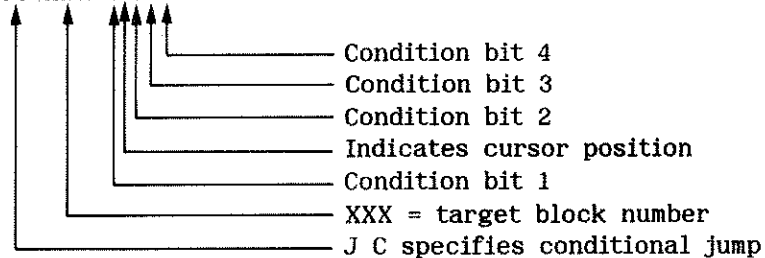 Condition bit 4
Condition bit 3
Condition bit 2
Indicates cursor position
Condition bit 1
XXX = target block number
J C specifies conditional jump